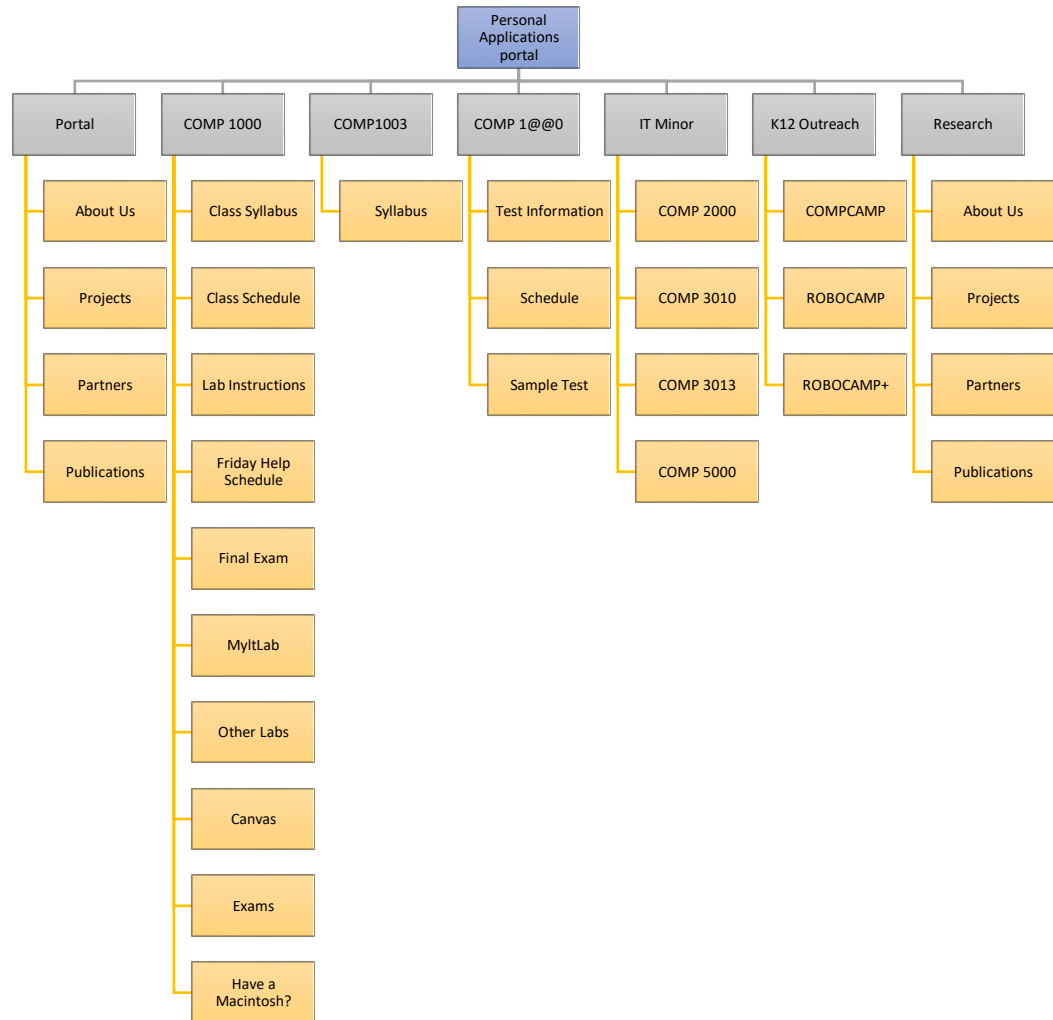 Personal
Applications
portal
Portal
COMP 1000
COMP1003
COMP 1@@0
IT Minor
K12 Outreach
Research
About Us
Projects
Partners
Publications
Class Syllabus
Class Schedule
Lab Instructions
Friday Help
Schedule
Final Exam
MyltLab
Other Labs
Canvas
Exams
Have a
Macintosh?
Syllabus
Test Information
Schedule
Sample Test
COMP 2000
COMP 3010
COMP 3013
COMP 5000
COMPCAMP
ROBOCAMP
ROBOCAMP+
About Us
Projects
Partners
Publications